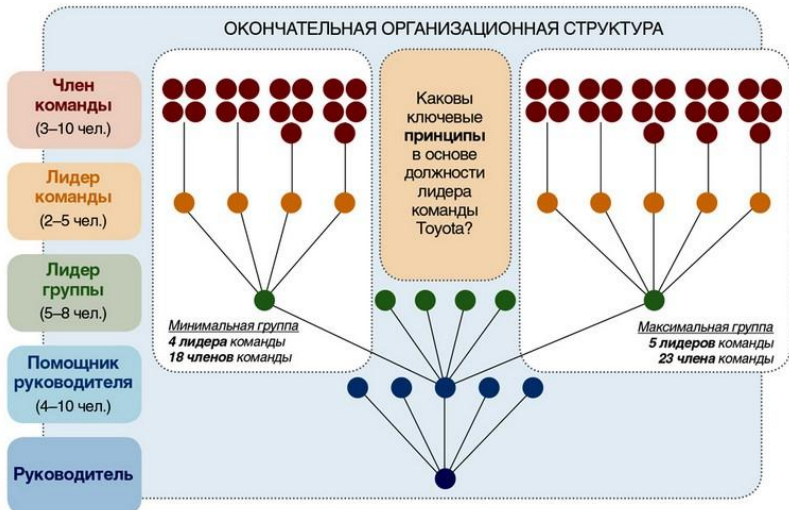 ОКОНЧАТЕЛЬНАЯ ОРГАНИЗАЦИОННАЯ СТРУКТУРА
Член
команды
(3–10 чел.)
Лидер
команды
(2–5 чел.)
Лидер
группы
(5–8 чел.)
Помощник
руководителя
(4–10 чел.)
Руководитель
Каковы
ключевые
принципы
в основе
должности
лидера
команды
Toyota?
Минимальная группа
4 лидера команды
18 членов команды
Максимальная группа
5 лидеров команды
23 члена команды